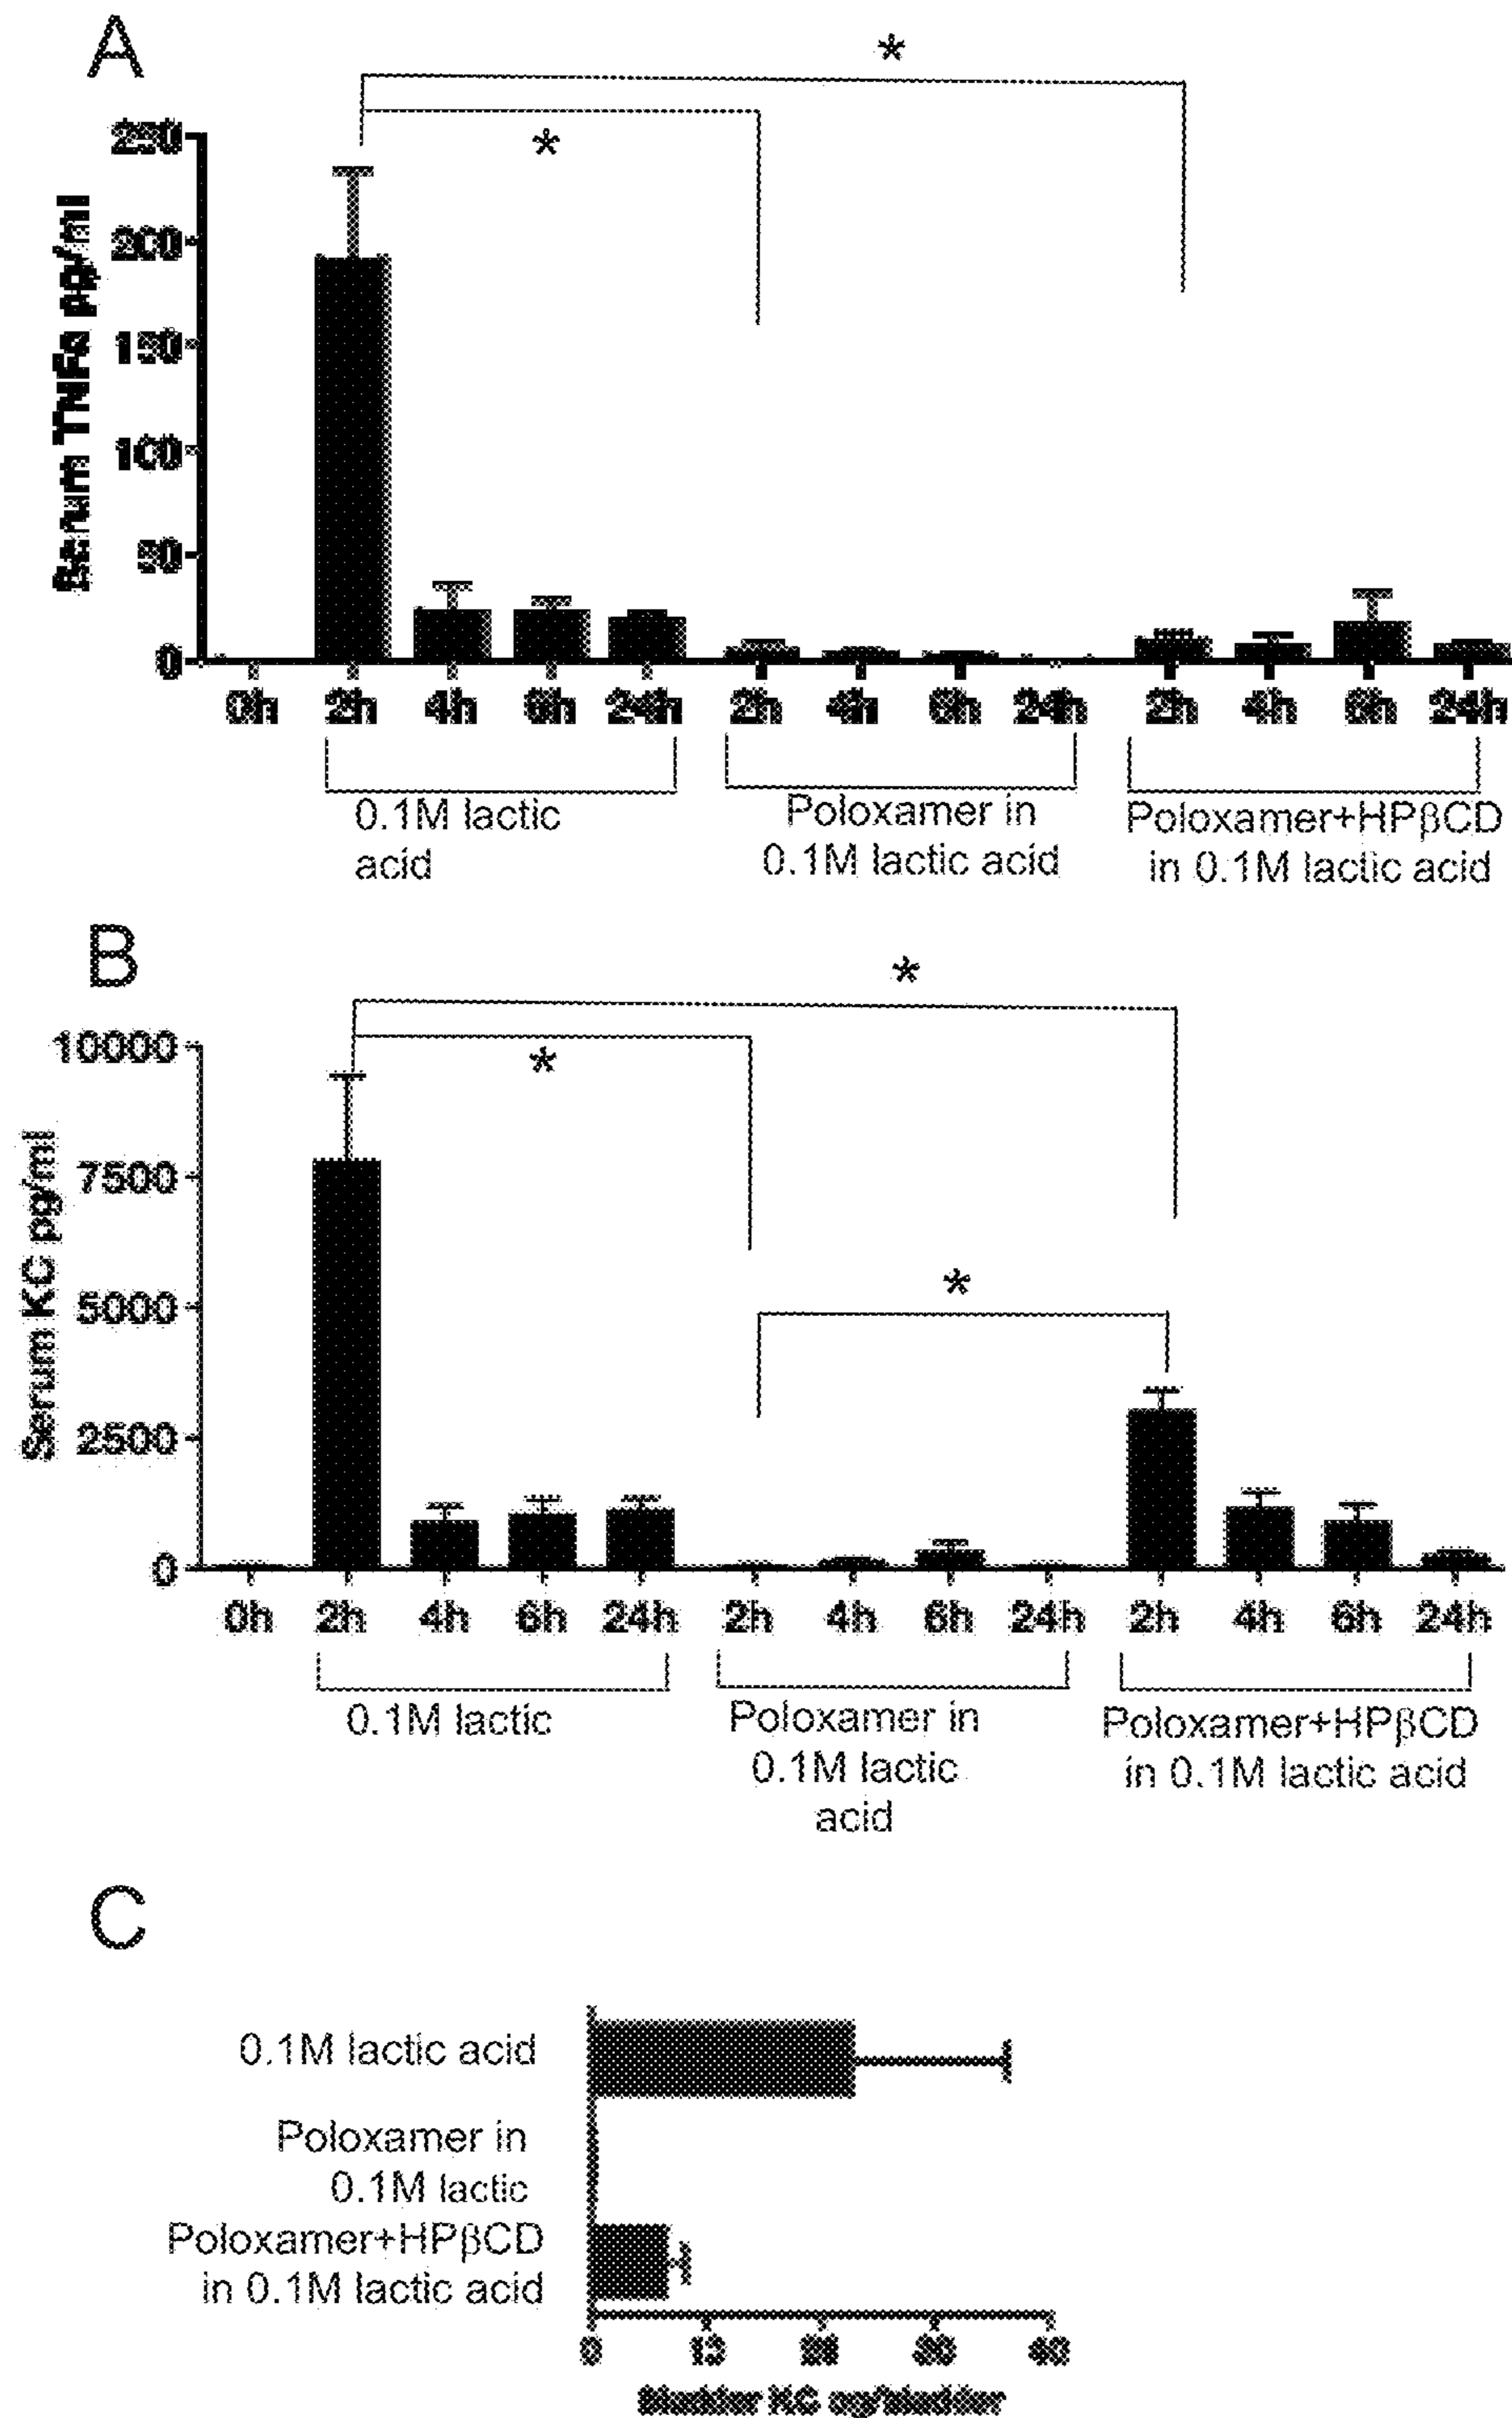 A
*
*
250
200
150
100
50
0
Serum TNFα pg/ml
0h 2h 4h 6h 24h 2h 4h 6h 24h 2h 4h 6h 24h
0.1M lactic
acid
Poloxamer in
0.1M lactic acid
Poloxamer+HPβCD
in 0.1M lactic acid
B
*
*
*
10000
7500
5000
2500
0
Serum KC pg/ml
0h 2h 4h 6h 24h 2h 4h 6h 24h 2h 4h 6h 24h
0.1M lactic
Poloxamer in
0.1M lactic
acid
Poloxamer+HPβCD
in 0.1M lactic acid
C
0.1M lactic acid
Poloxamer in
0.1M lactic
Poloxamer+HPβCD
in 0.1M lactic acid
0
Bladder KC /bladder